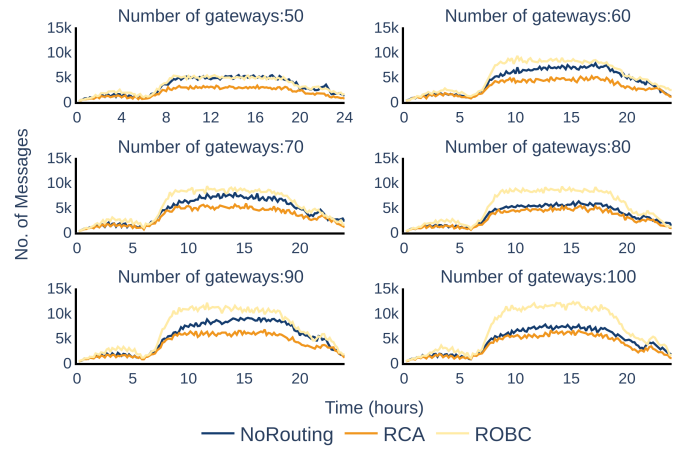 Number of gateways:50
Number of gateways:60
15k
10k
5k
0
0 4 8 12 16 20 24
15k
10k
5k
0
0 5 10 15 20
Number of gateways:70
Number of gateways:80
15k
10k
5k
0
0 5 10 15 20
15k
10k
5k
0
0 5 10 15 20
Number of gateways:90
Number of gateways:100
15k
10k
5k
0
0 5 10 15 20
15k
10k
5k
0
0 5 10 15 20
No. of Messages
Time (hours)
NoRouting RCA ROBC